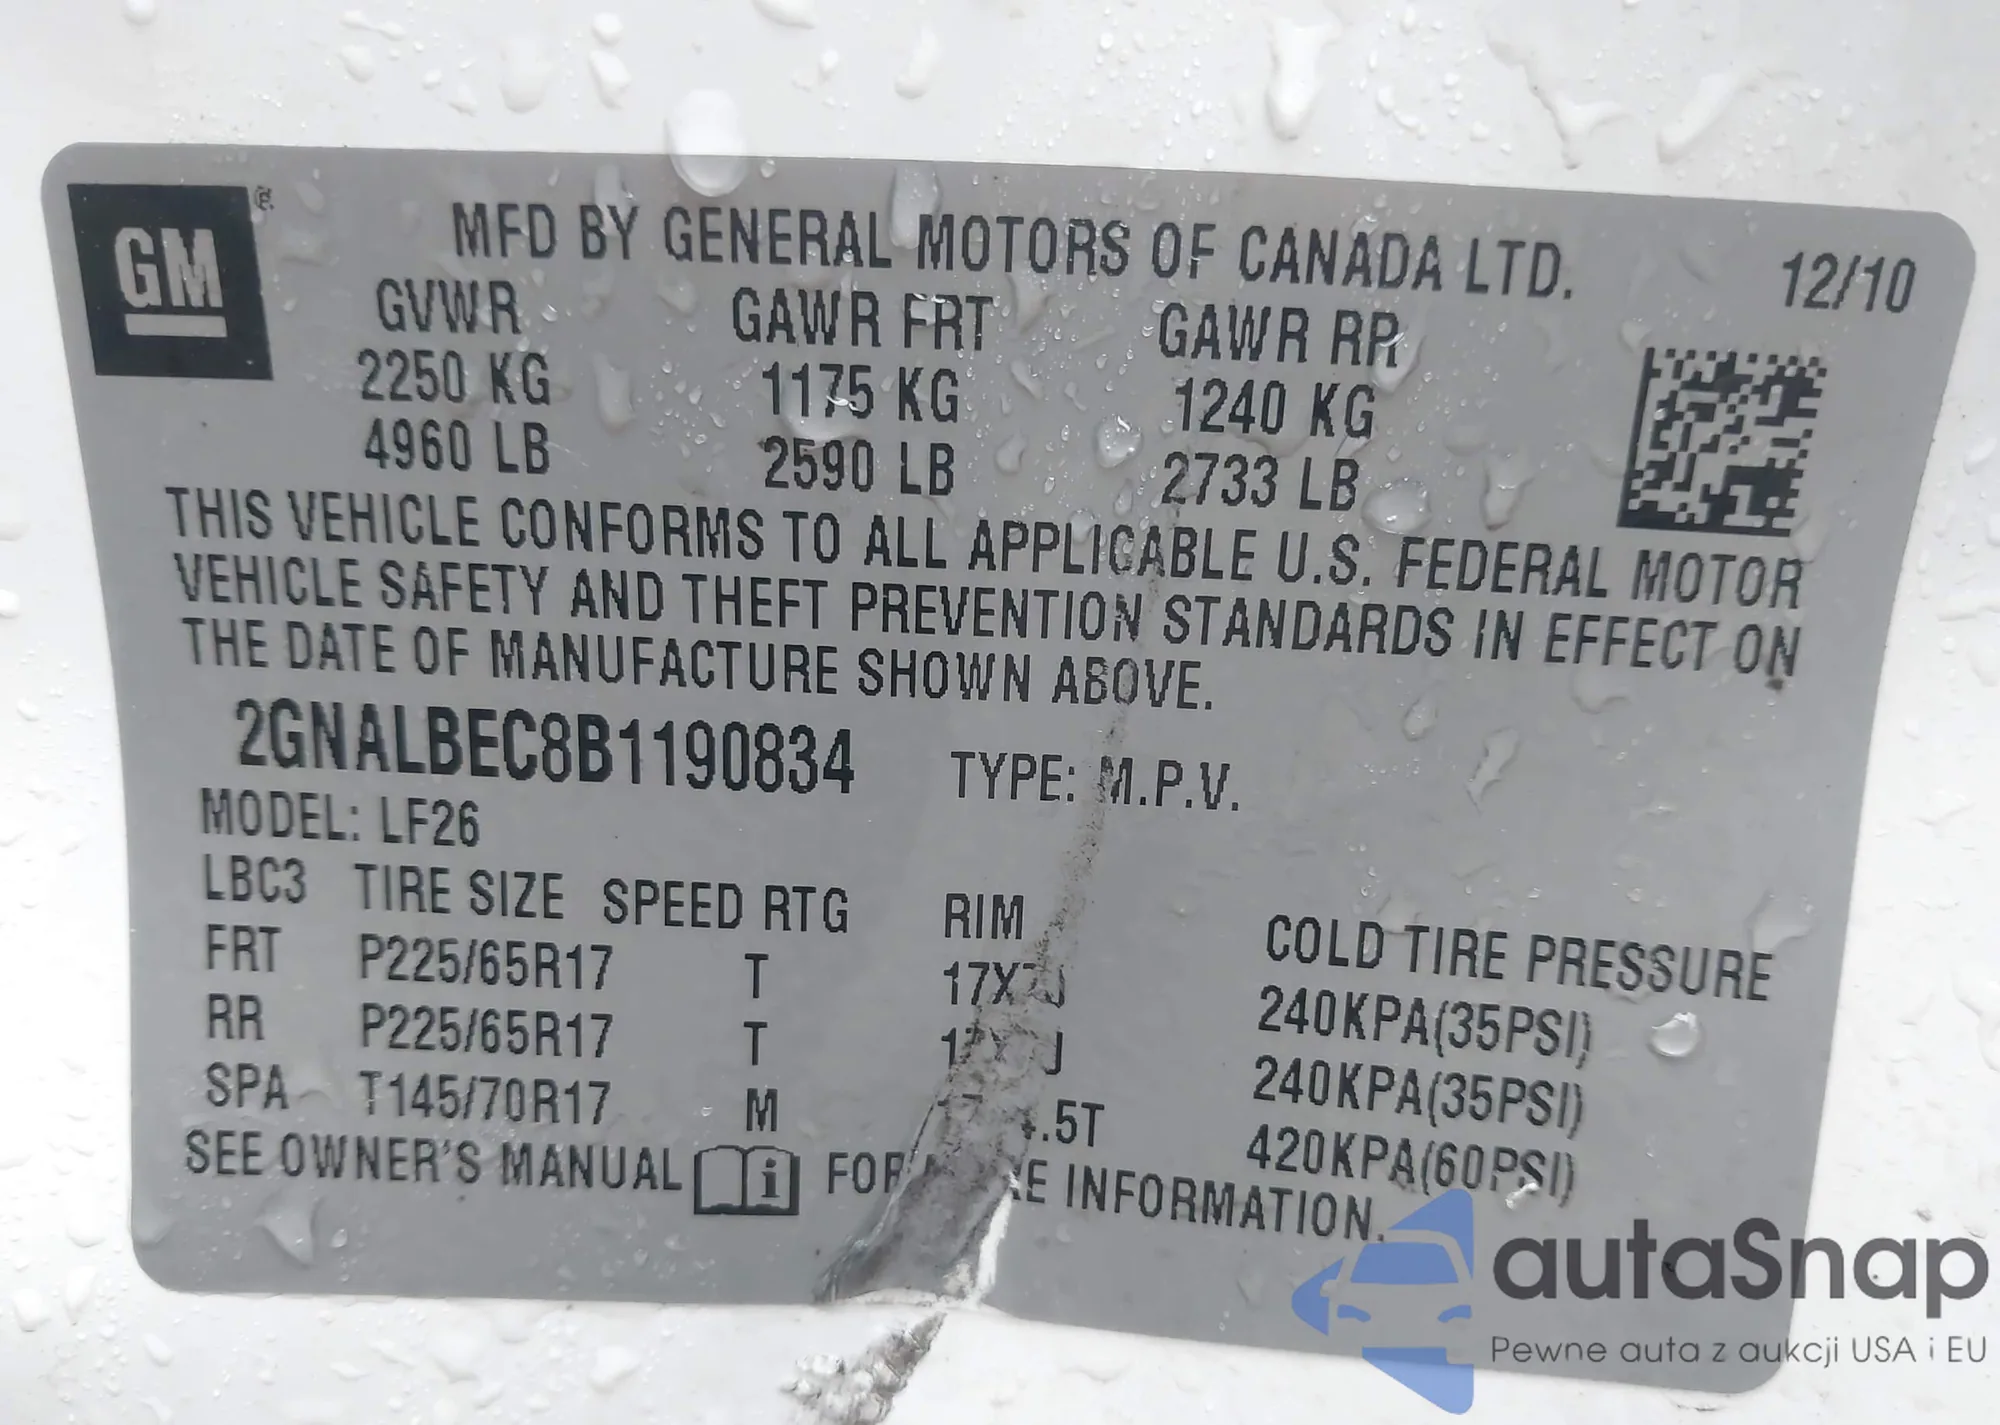 GM ®
MFD BY GENERAL MOTORS OF CANADA LTD. 12/10
GVWR GAWR FRT GAWR RR
2250 KG 1175 KG 1240 KG
4960 LB 2590 LB 2733 LB
THIS VEHICLE CONFORMS TO ALL APPLICABLE U.S. FEDERAL MOTOR
VEHICLE SAFETY AND THEFT PREVENTION STANDARDS IN EFFECT ON
THE DATE OF MANUFACTURE SHOWN ABOVE.
2GNALBEC8B1190834 TYPE: M.P.V.
MODEL: LF26
LBC3 TIRE SIZE SPEED RTG RIM COLD TIRE PRESSURE
FRT P225/65R17 T 240KPA(35PSI)
RR P225/65R17 T 240KPA(35PSI)
SPA T145/70R17 M 420KPA(60PSI)
SEE OWNER'S MANUAL i FOR INFORMATION.
autaSnap
Pewne auta z aukcji USA i EU